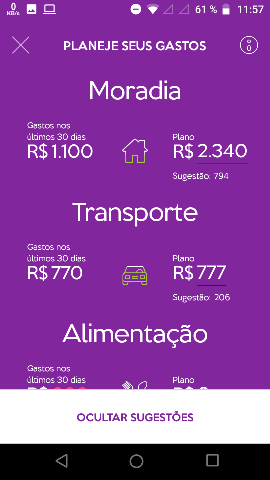 0 KB/s 61 % 11:57
PLANEJE SEUS GASTOS
Moradia
Gastos nos
últimos 30 dias
R$ 1.100
Plano
R$ 2.340
Sugestão: 794
Transporte
Gastos nos
últimos 30 dias
R$ 770
Plano
R$ 777
Sugestão: 206
Alimentação
Gastos nos
últimos 30 dias
R$
Plano
R$
OCULTAR SUGESTÕES